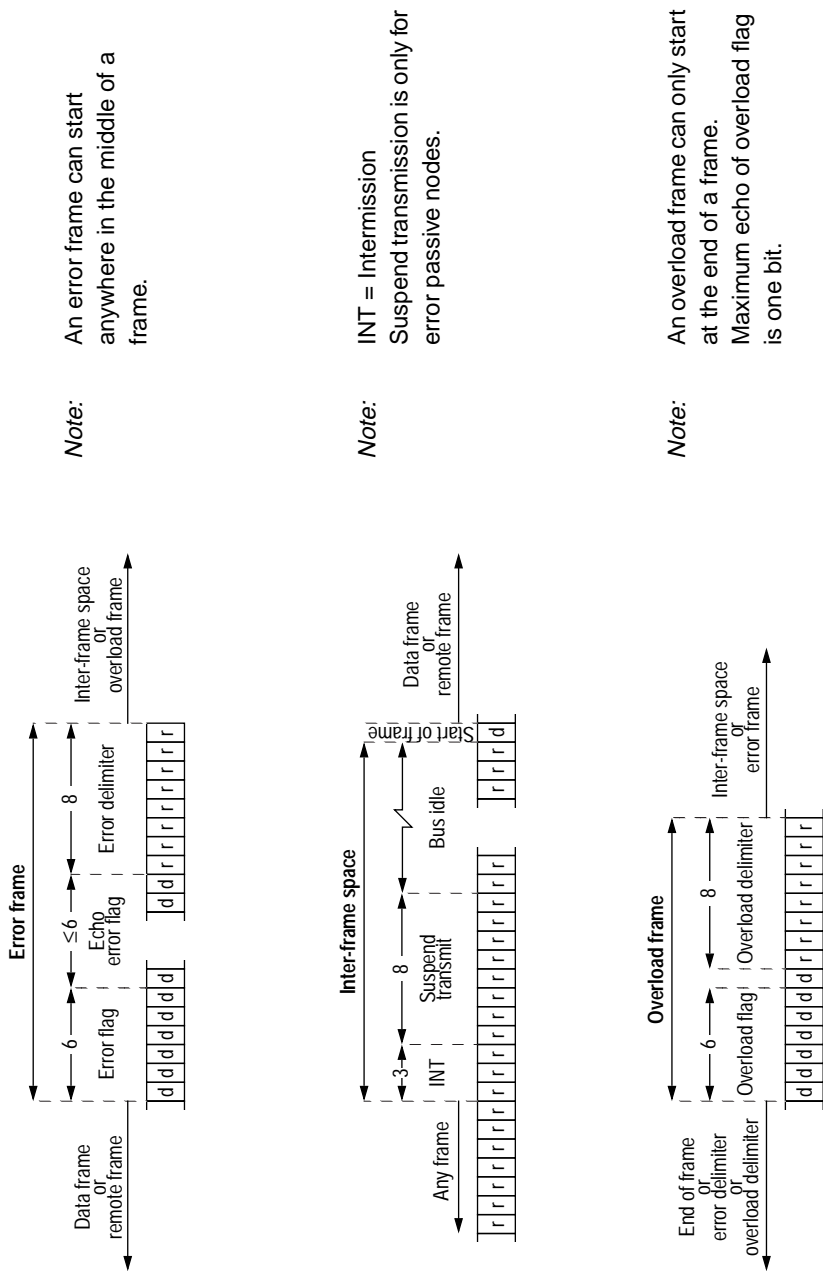 Error frame
Data frame
or
remote frame
6
Error flag
≤6
Echo
error flag
8
Error delimiter
Inter-frame space
or
overload frame
d d d d d d d
d d r r r r r r r r
Note: An error frame can start
anywhere in the middle of a
frame.
Inter-frame space
Any frame
3
INT
8
Suspend
transmit
Bus idle
Start of frame
Data frame
or
remote frame
r r r r r r r r r r r r r r r r r r r r
r r r d
Note: INT = Intermission
Suspend transmission is only for
error passive nodes.
Overload frame
End of frame
or
error delimiter
or
overload delimiter
6
Overload flag
8
Overload delimiter
Inter-frame space
or
error frame
d d d d d d d r r r r r r r r
Note: An overload frame can only start
at the end of a frame.
Maximum echo of overload flag
is one bit.